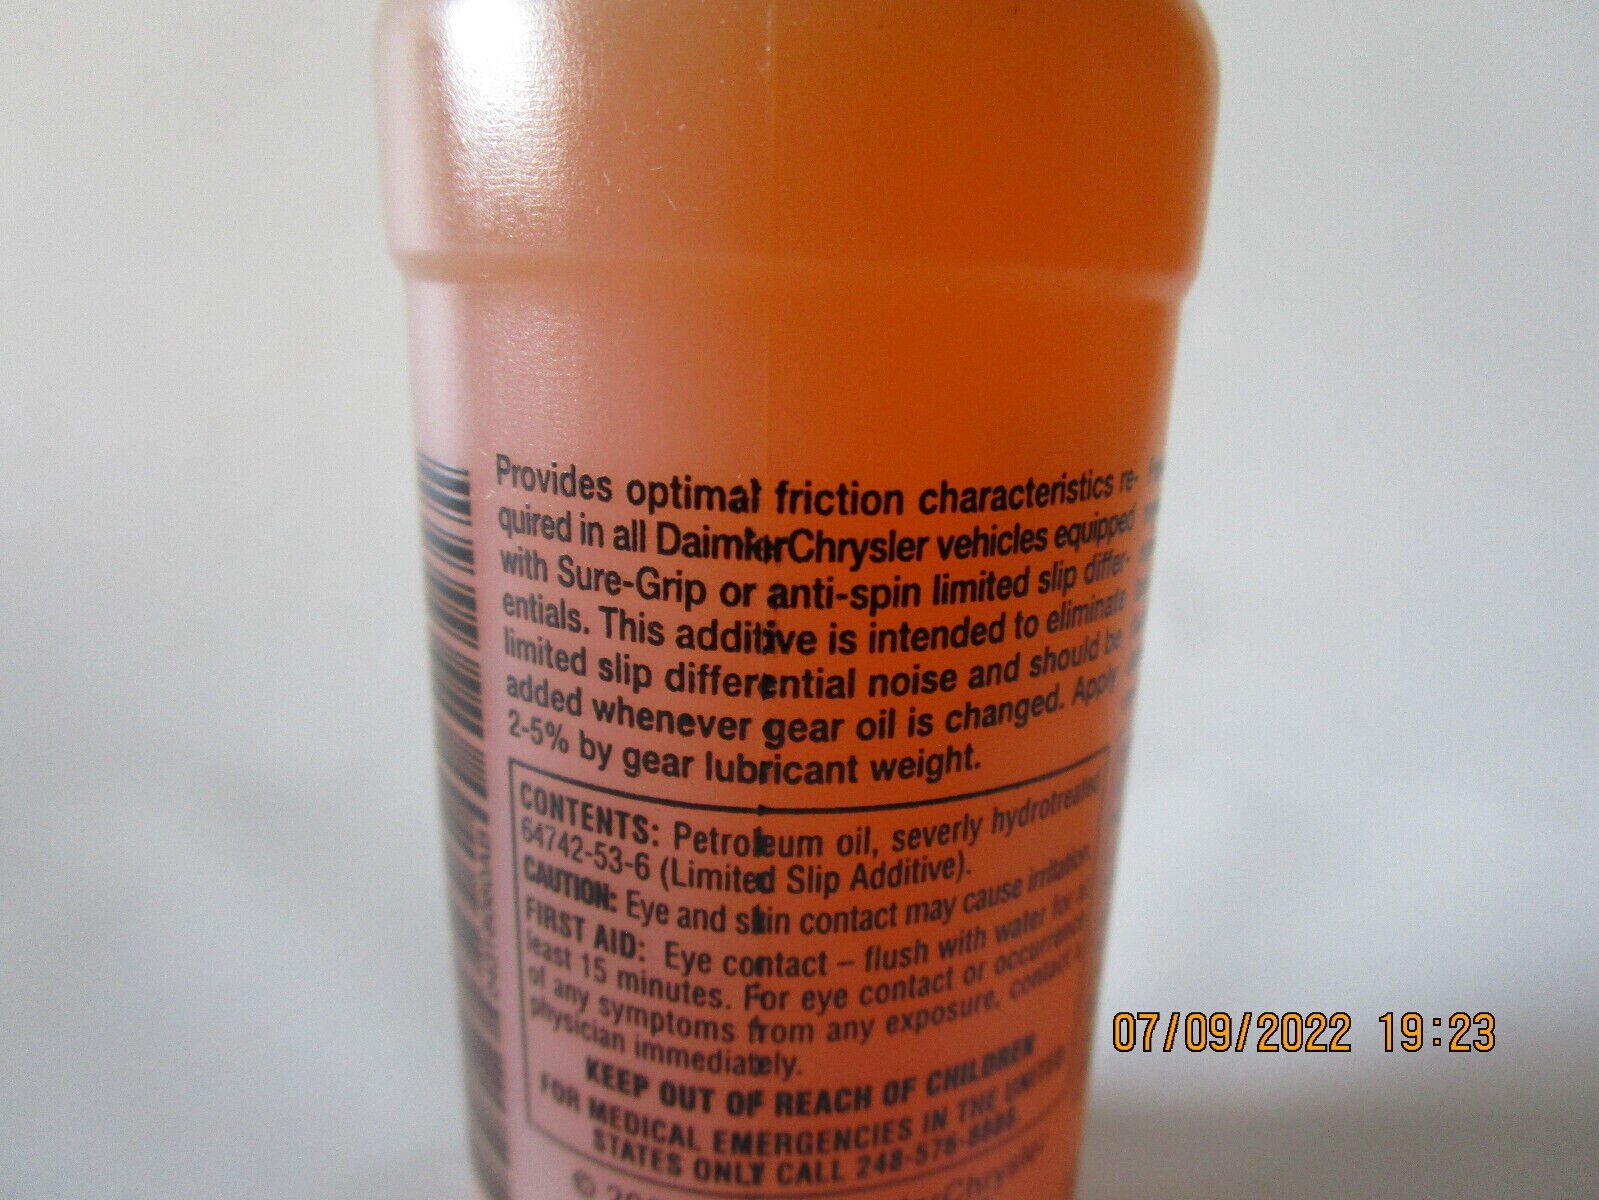 Provides optimal friction characteristics re-
quired in all DaimlerChrysler vehicles equipped
with Sure-Grip or anti-spin limited slip differ-
entials. This additive is intended to eliminate
limited slip differential noise and should be
added whenever gear oil is changed. Apply
2-5% by gear lubricant weight.
CONTENTS: Petroleum oil, severly hydrotreated
64742-53-6 (Limited Slip Additive).
CAUTION: Eye and skin contact may cause irritation.
FIRST AID: Eye contact – flush with water for at
least 15 minutes. For eye contact or occurrence
of any symptoms from any exposure, contact a
physician immediately.
KEEP OUT OF REACH OF CHILDREN
FOR MEDICAL EMERGENCIES IN THE UNITED
STATES ONLY CALL 248-576-8888
07/09/2022 19:23